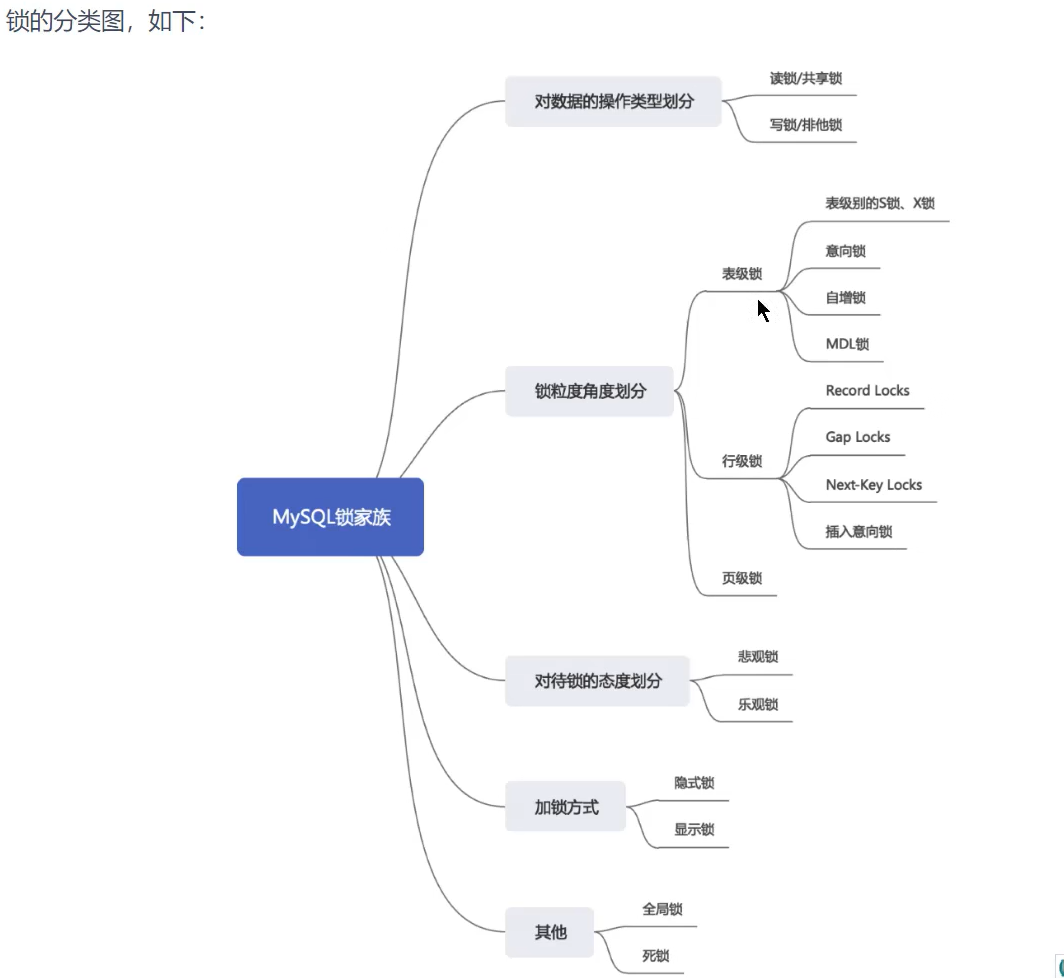 锁的分类图，如下：
对数据的操作类型划分
读锁/共享锁
写锁/排他锁
锁粒度角度划分
表级锁
表级别的S锁、X锁
意向锁
自增锁
MDL锁
行级锁
Record Locks
Gap Locks
Next-Key Locks
插入意向锁
页级锁
MySQL锁家族
对待锁的态度划分
悲观锁
乐观锁
加锁方式
隐式锁
显示锁
其他
全局锁
死锁